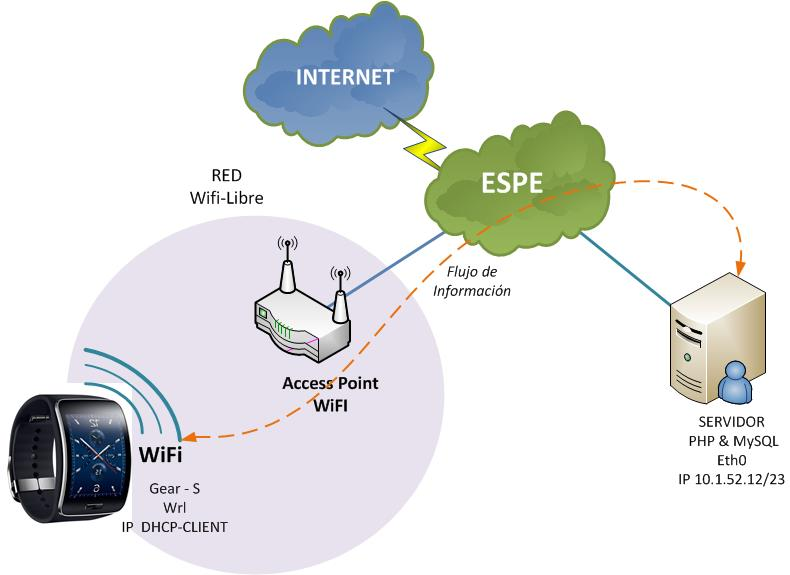 INTERNET
ESPE
RED
Wifi-Libre
Flujo de
Información
Access Point
WiFI
WiFi
Gear - S
Wrl
IP DHCP-CLIENT
SERVIDOR
PHP & MySQL
Eth0
IP 10.1.52.12/23